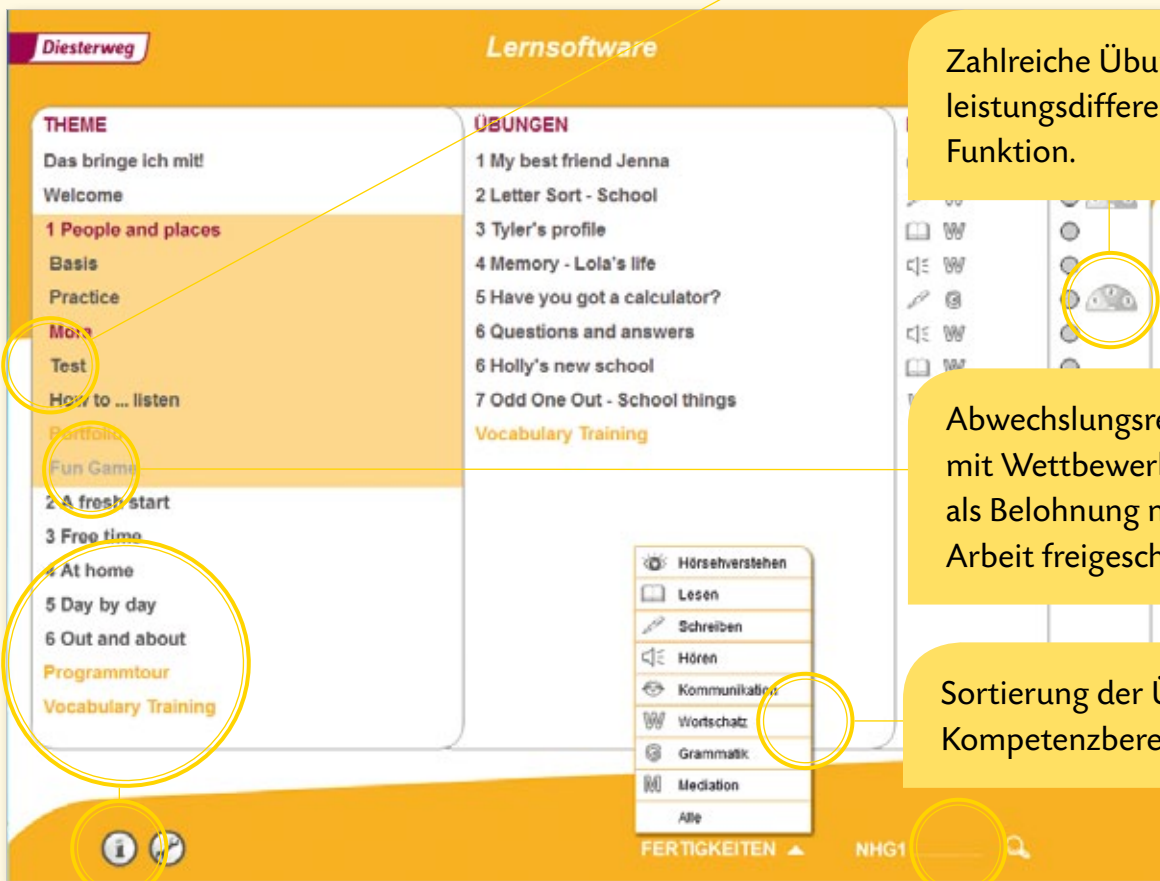 Diesterweg
Lernsoftware
THEME
Das bringe ich mit!
Welcome
1 People and places
Basis
Practice
More
Test
How to ... listen
Portfolio
Fun Game
2 A fresh start
3 Free time
4 At home
5 Day by day
6 Out and about
Programmtour
Vocabulary Training
ÜBUNGEN
1 My best friend Jenna
2 Letter Sort - School
3 Tyler's profile
4 Memory - Lola's life
5 Have you got a calculator?
6 Questions and answers
6 Holly's new school
7 Odd One Out - School things
Vocabulary Training
Hörsehverstehen
Lesen
Schreiben
Hören
Kommunikation
W Wortschatz
G Grammatik
M Mediation
Alle
FERTIGKEITEN
NHG1
W
W
G
W
Zahlreiche Übu
leistungsdiffere
Funktion.
Abwechslungsre
mit Wettbewer
als Belohnung
Arbeit freigesch
Sortierung der
Kompetenzbere